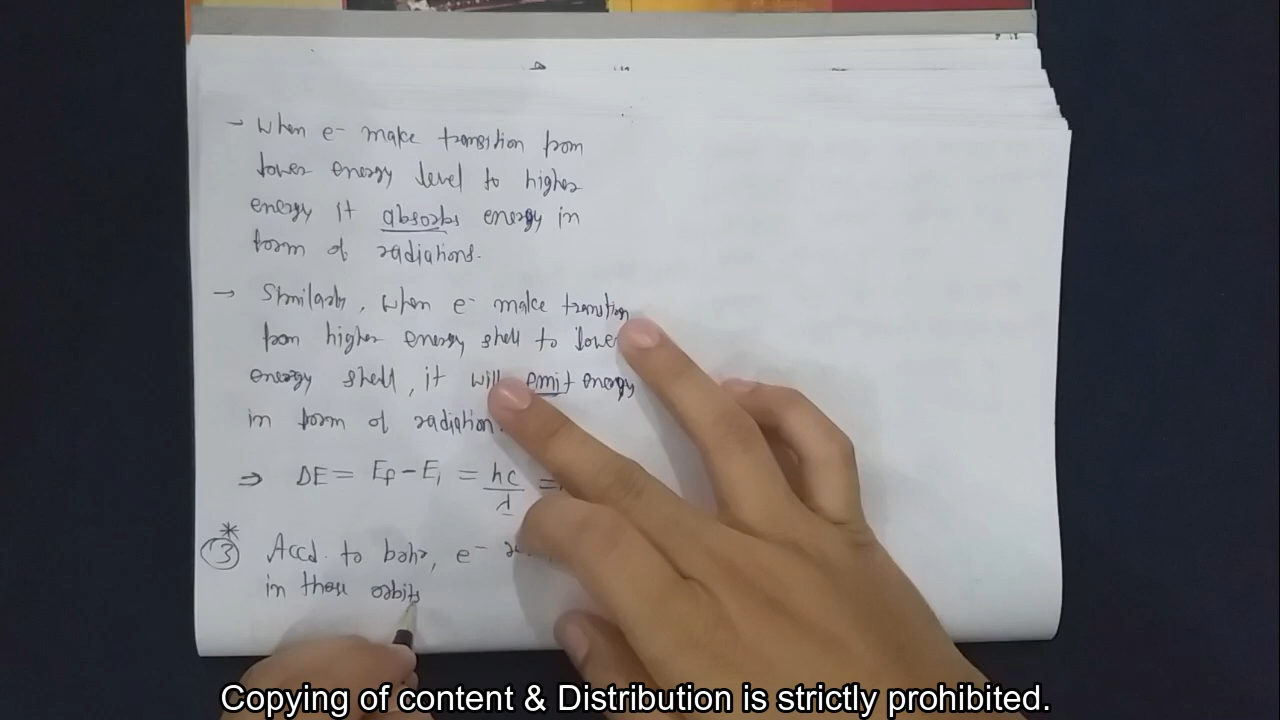 → When e- make transition from
lower energy level to higher
energy it absorbs energy in
form of radiations.
→ Similarly, when e- make transition
from higher energy shell to lower
energy shell, it will emit energy
in form of radiation.
⇒ DE = Ef - Ei = hc/λ =
* (3) Accd. to bohr, e-
in those orbits
Copying of content & Distribution is strictly prohibited.